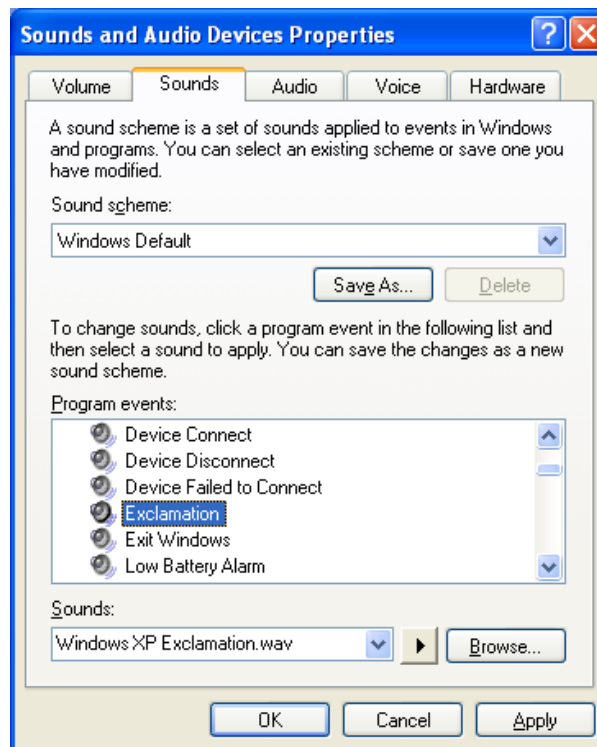 Sounds and Audio Devices Properties
Volume Sounds Audio Voice Hardware
A sound scheme is a set of sounds applied to events in Windows
and programs. You can select an existing scheme or save one you
have modified.
Sound scheme:
Windows Default
Save As... Delete
To change sounds, click a program event in the following list and
then select a sound to apply. You can save the changes as a new
sound scheme.
Program events:
Device Connect
Device Disconnect
Device Failed to Connect
Exclamation
Exit Windows
Low Battery Alarm
Sounds:
Windows XP Exclamation.wav Browse...
OK Cancel Apply